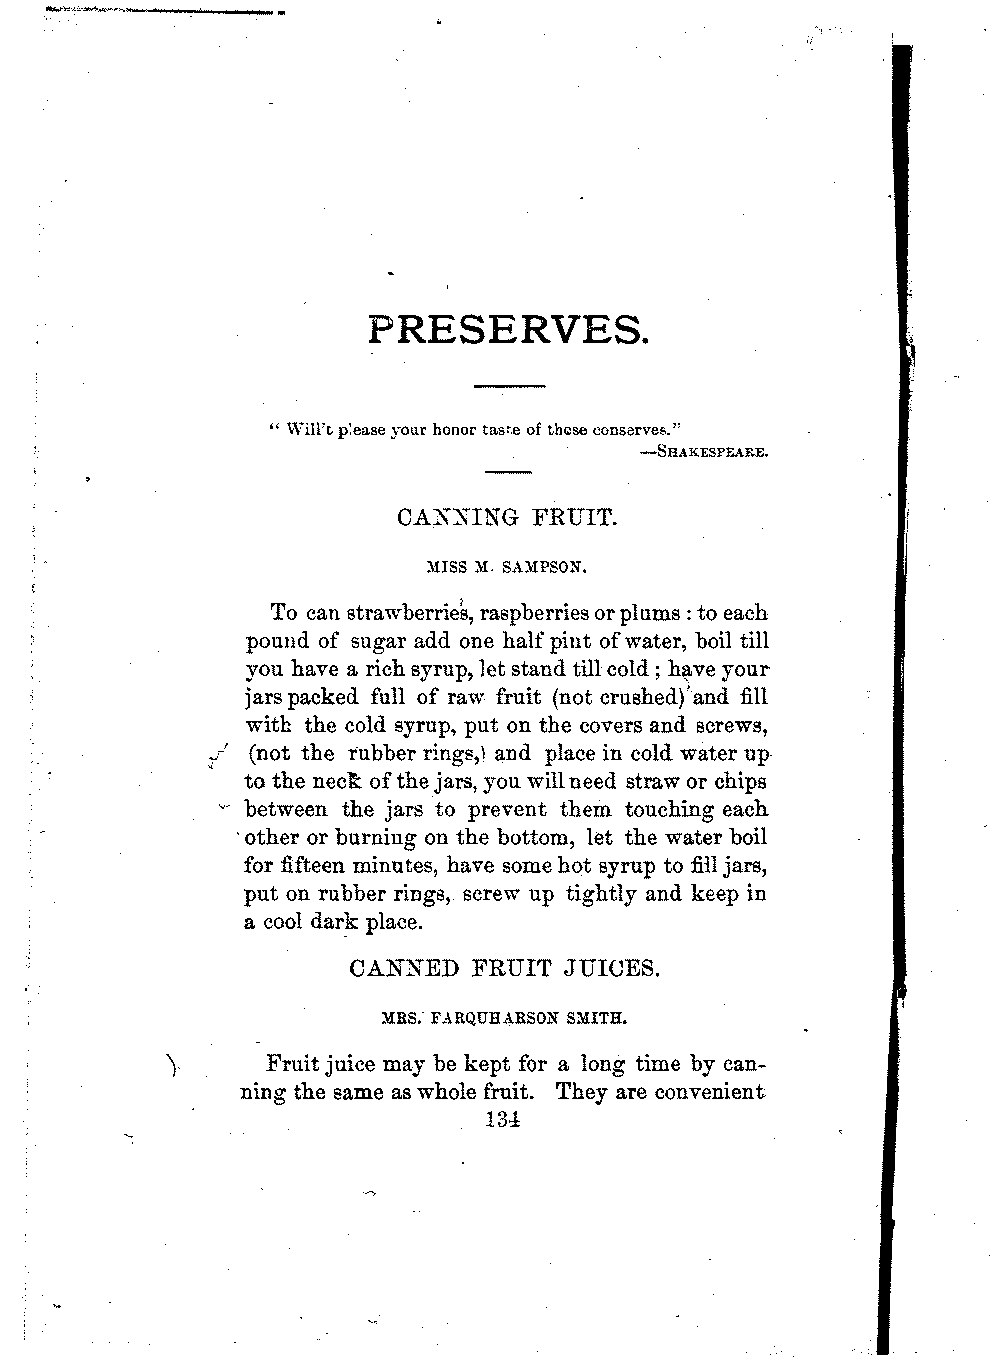 PRESERVES.
" Will't please your honor taste of these conserves."
—SHAKESPEARE.
CANNING FRUIT.
MISS M. SAMPSON.
To can strawberries, raspberries or plums : to each
pound of sugar add one half pint of water, boil till
you have a rich syrup, let stand till cold ; have your
jars packed full of raw fruit (not crushed) and fill
with the cold syrup, put on the covers and screws,
(not the rubber rings,) and place in cold water up
to the neck of the jars, you will need straw or chips
between the jars to prevent them touching each
other or burning on the bottom, let the water boil
for fifteen minutes, have some hot syrup to fill jars,
put on rubber rings, screw up tightly and keep in
a cool dark place.
CANNED FRUIT JUICES.
MRS. FARQUHARSON SMITH.
Fruit juice may be kept for a long time by can-
ning the same as whole fruit. They are convenient
134